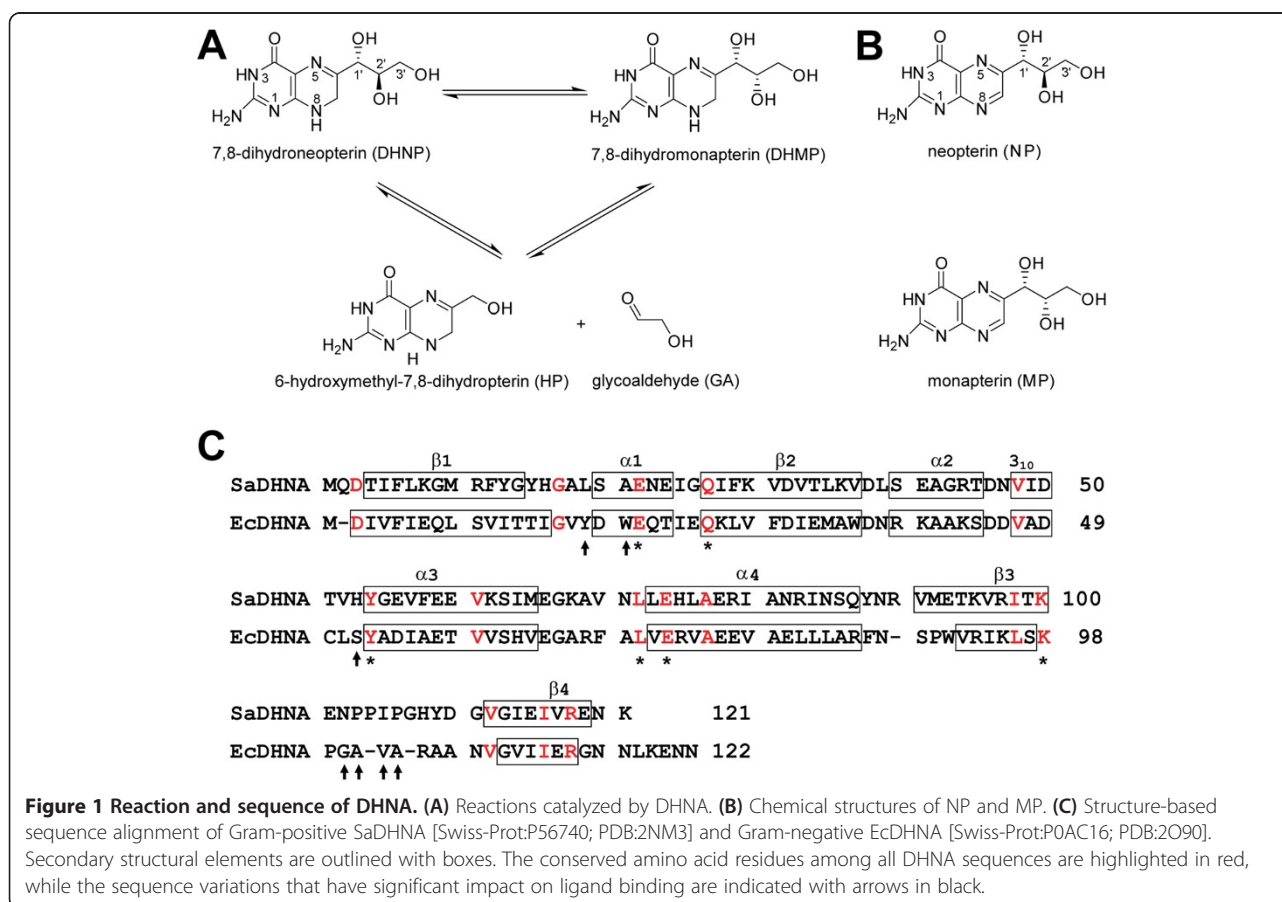 A
B
O
HN
3
N
5
H2N
N
1
N
8
H
OH
1'
2'
3'
OH
OH
7,8-dihydroneopterin (DHNP)
O
HN
N
H2N
N
N
H
OH
OH
OH
7,8-dihydromonapterin (DHMP)
O
HN
3
N
5
H2N
N
1
N
8
OH
1'
2'
3'
OH
OH
neopterin (NP)
O
HN
N
H2N
N
N
H
OH
6-hydroxymethyl-7,8-dihydropterin (HP)
+
O
OH
glycoaldehyde (GA)
O
HN
N
H2N
N
N
OH
OH
OH
monapterin (MP)
C
β1 α1 β2 α2 3₁₀
SaDHNA MQDTIFLKGM RFYGYHGALS AENEIGQIFK VDVTLKVDLS EAGRTDNVID 50
EcDHNA M-DIVFIEQL SVITTIGVYD WEQTIEQKLV FDIEMAWDNR KAAKSDDVAD 49
* *
α3 α4 β3
SaDHNA TVHYGEVFEE VKSIMEGKAV NLLEHLAERI ANRINSQYNR VMETKVRITK 100
EcDHNA CLSYADIAET VVSHVEGARF ALVERVAEEV AELLLARFN- SPWVRIKLSK 98
* * * *
β4
SaDHNA ENPPIPGHYD GVGIEIVREN K 121
EcDHNA PGA-VA-RAA NVGVIIERGN NLKENN 122
Figure 1 Reaction and sequence of DHNA. (A) Reactions catalyzed by DHNA. (B) Chemical structures of NP and MP. (C) Structure-based
sequence alignment of Gram-positive SaDHNA [Swiss-Prot:P56740; PDB:2NM3] and Gram-negative EcDHNA [Swiss-Prot:P0AC16; PDB:2O90].
Secondary structural elements are outlined with boxes. The conserved amino acid residues among all DHNA sequences are highlighted in red,
while the sequence variations that have significant impact on ligand binding are indicated with arrows in black.